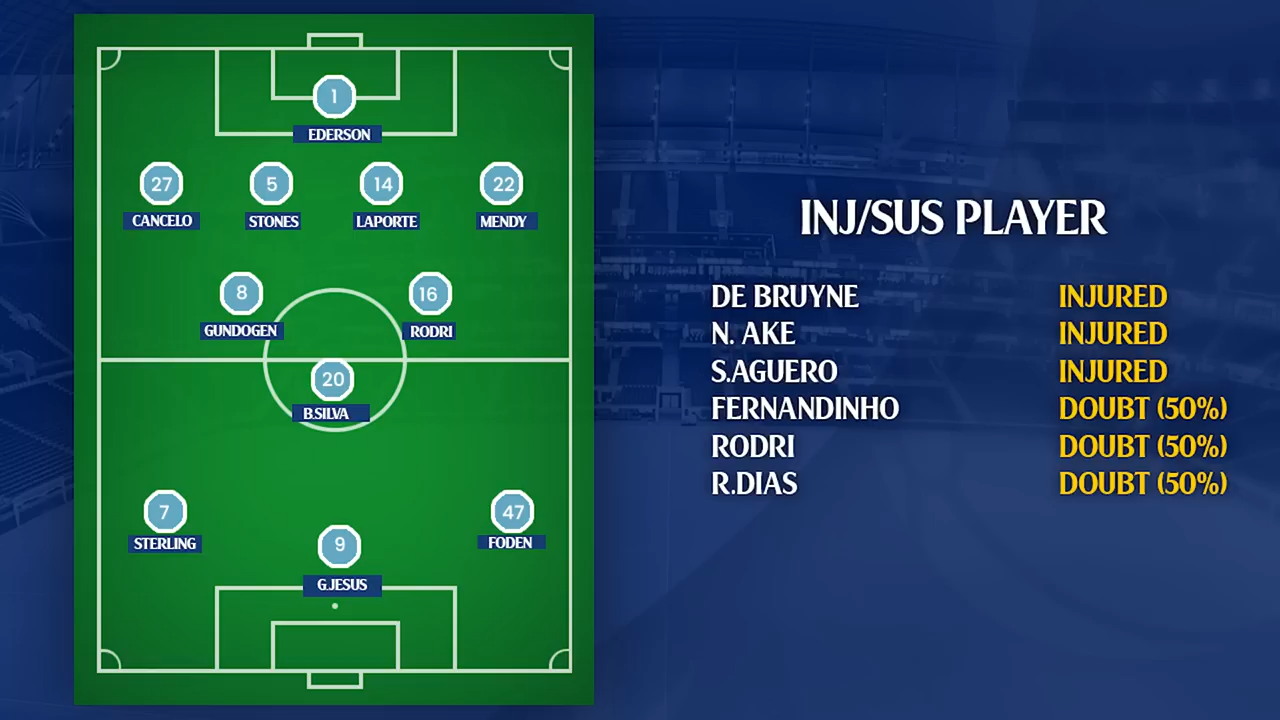 1
EDERSON
27 5 14 22
CANCELO STONES LAPORTE MENDY
8 16
GUNDOGEN RODRI
20
B.SILVA
7 9 47
STERLING G.JESUS FODEN
INJ/SUS PLAYER
DE BRUYNE INJURED
N. AKE INJURED
S.AGUERO INJURED
FERNANDINHO DOUBT (50%)
RODRI DOUBT (50%)
R.DIAS DOUBT (50%)